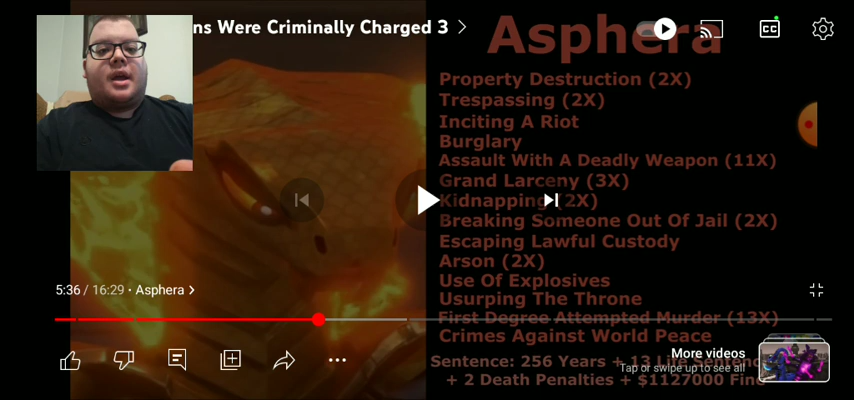 ns Were Criminally Charged 3
CC
Asphera
Property Destruction (2X)
Trespassing (2X)
Inciting A Riot
Burglary
Assault With A Deadly Weapon (11X)
Grand Larceny (3X)
Kidnapping (2X)
Breaking Someone Out Of Jail (2X)
Escaping Lawful Custody
Arson (2X)
Use Of Explosives
Usurping The Throne
First Degree Attempted Murder (13X)
Crimes Against World Peace
Sentence: 256 Years + 13 Life Sentenc
+ 2 Death Penalties + $1127000 Fine
5:36 / 16:29 • Asphera
More videos
Tap or swipe up to see all